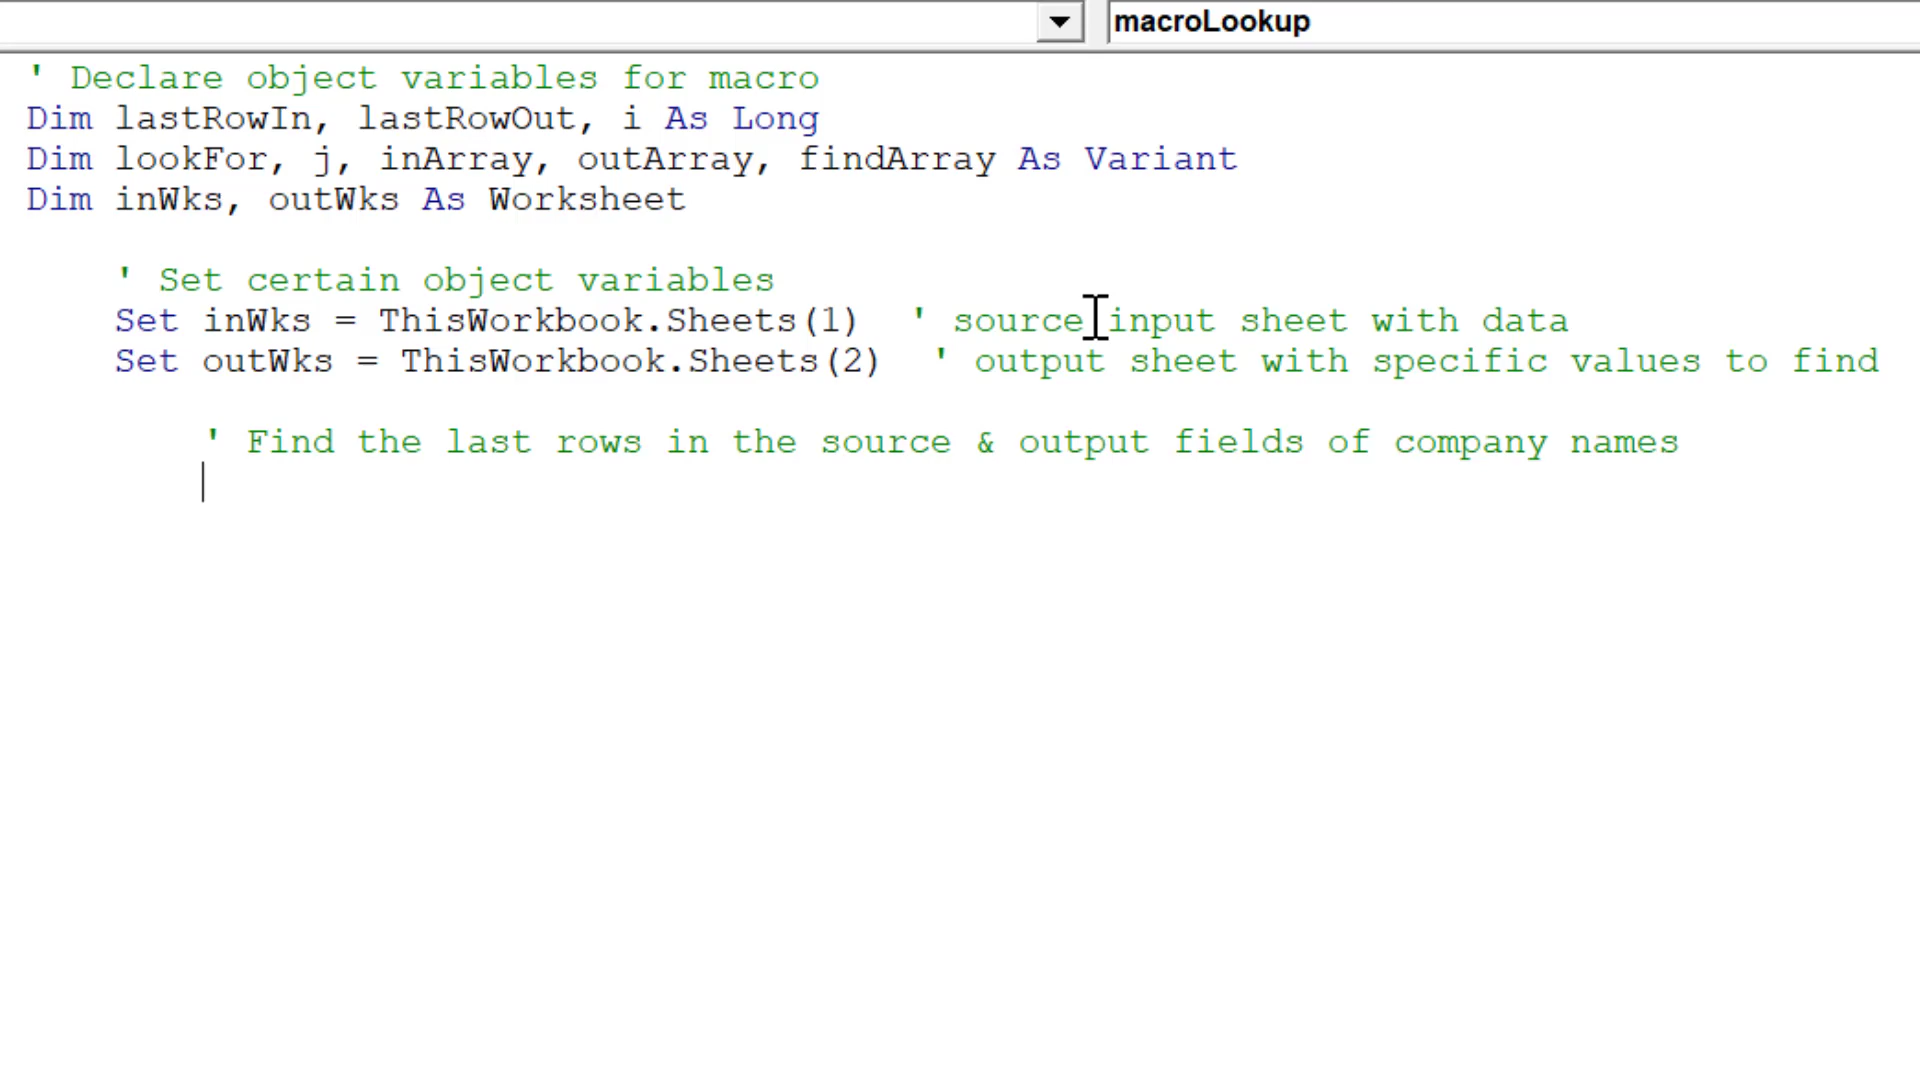 macroLookup
' Declare object variables for macro
Dim lastRowIn, lastRowOut, i As Long
Dim lookFor, j, inArray, outArray, findArray As Variant
Dim inWks, outWks As Worksheet
' Set certain object variables
Set inWks = ThisWorkbook.Sheets(1)  ' source input sheet with data
Set outWks = ThisWorkbook.Sheets(2)  ' output sheet with specific values to find
' Find the last rows in the source & output fields of company names